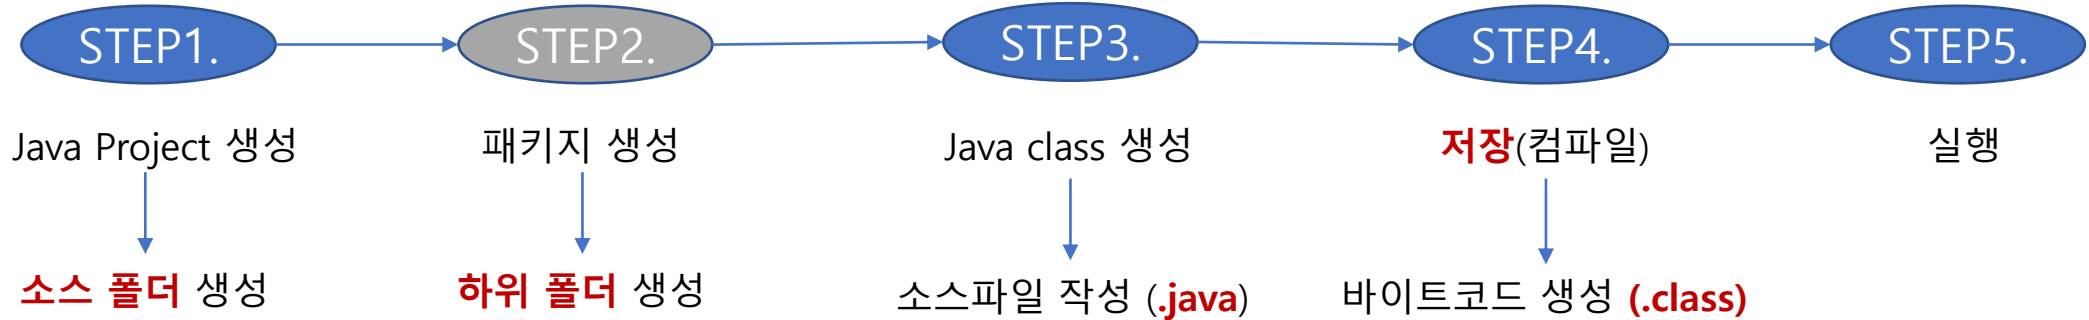 STEP1.
STEP2.
STEP3.
STEP4.
STEP5.
Java Project 생성
패키지 생성
Java class 생성
저장(컴파일)
실행
소스 폴더 생성
하위 폴더 생성
소스파일 작성 (.java)
바이트코드 생성 (.class)